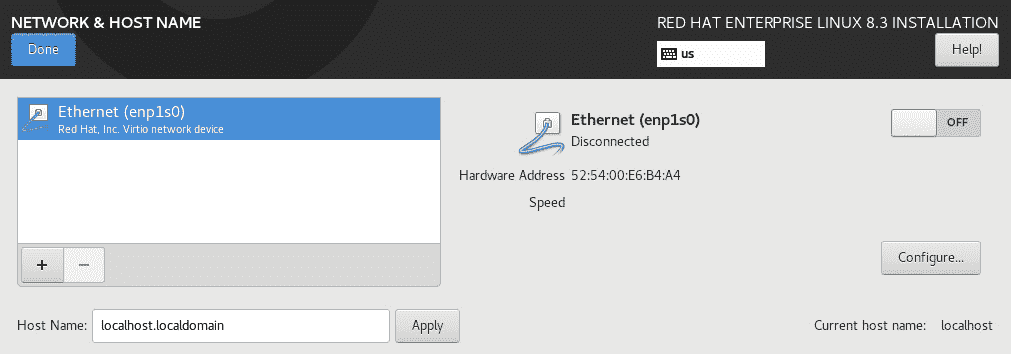 NETWORK & HOST NAME
RED HAT ENTERPRISE LINUX 8.3 INSTALLATION
Done
us
Help!
Ethernet (enp1s0)
Red Hat, Inc. Virtio network device
Ethernet (enp1s0)
Disconnected
OFF
Hardware Address 52:54:00:E6:B4:A4
Speed
+ −
Configure...
Host Name: localhost.localdomain Apply Current host name: localhost